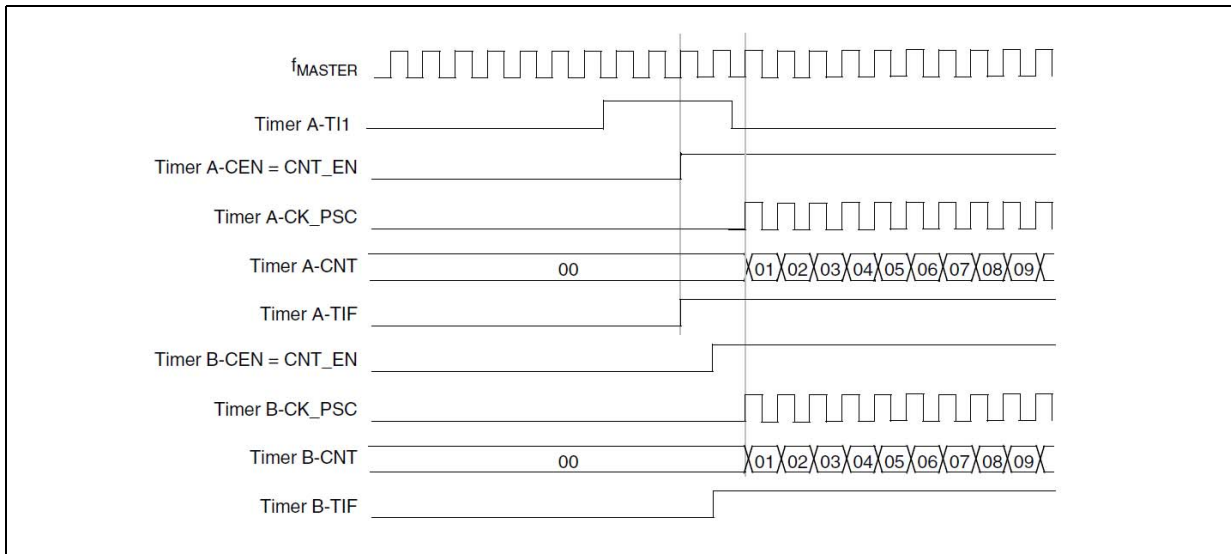 fMASTER
Timer A-TI1
Timer A-CEN = CNT_EN
Timer A-CK_PSC
Timer A-CNT 00 01 02 03 04 05 06 07 08 09
Timer A-TIF
Timer B-CEN = CNT_EN
Timer B-CK_PSC
Timer B-CNT 00 01 02 03 04 05 06 07 08 09
Timer B-TIF